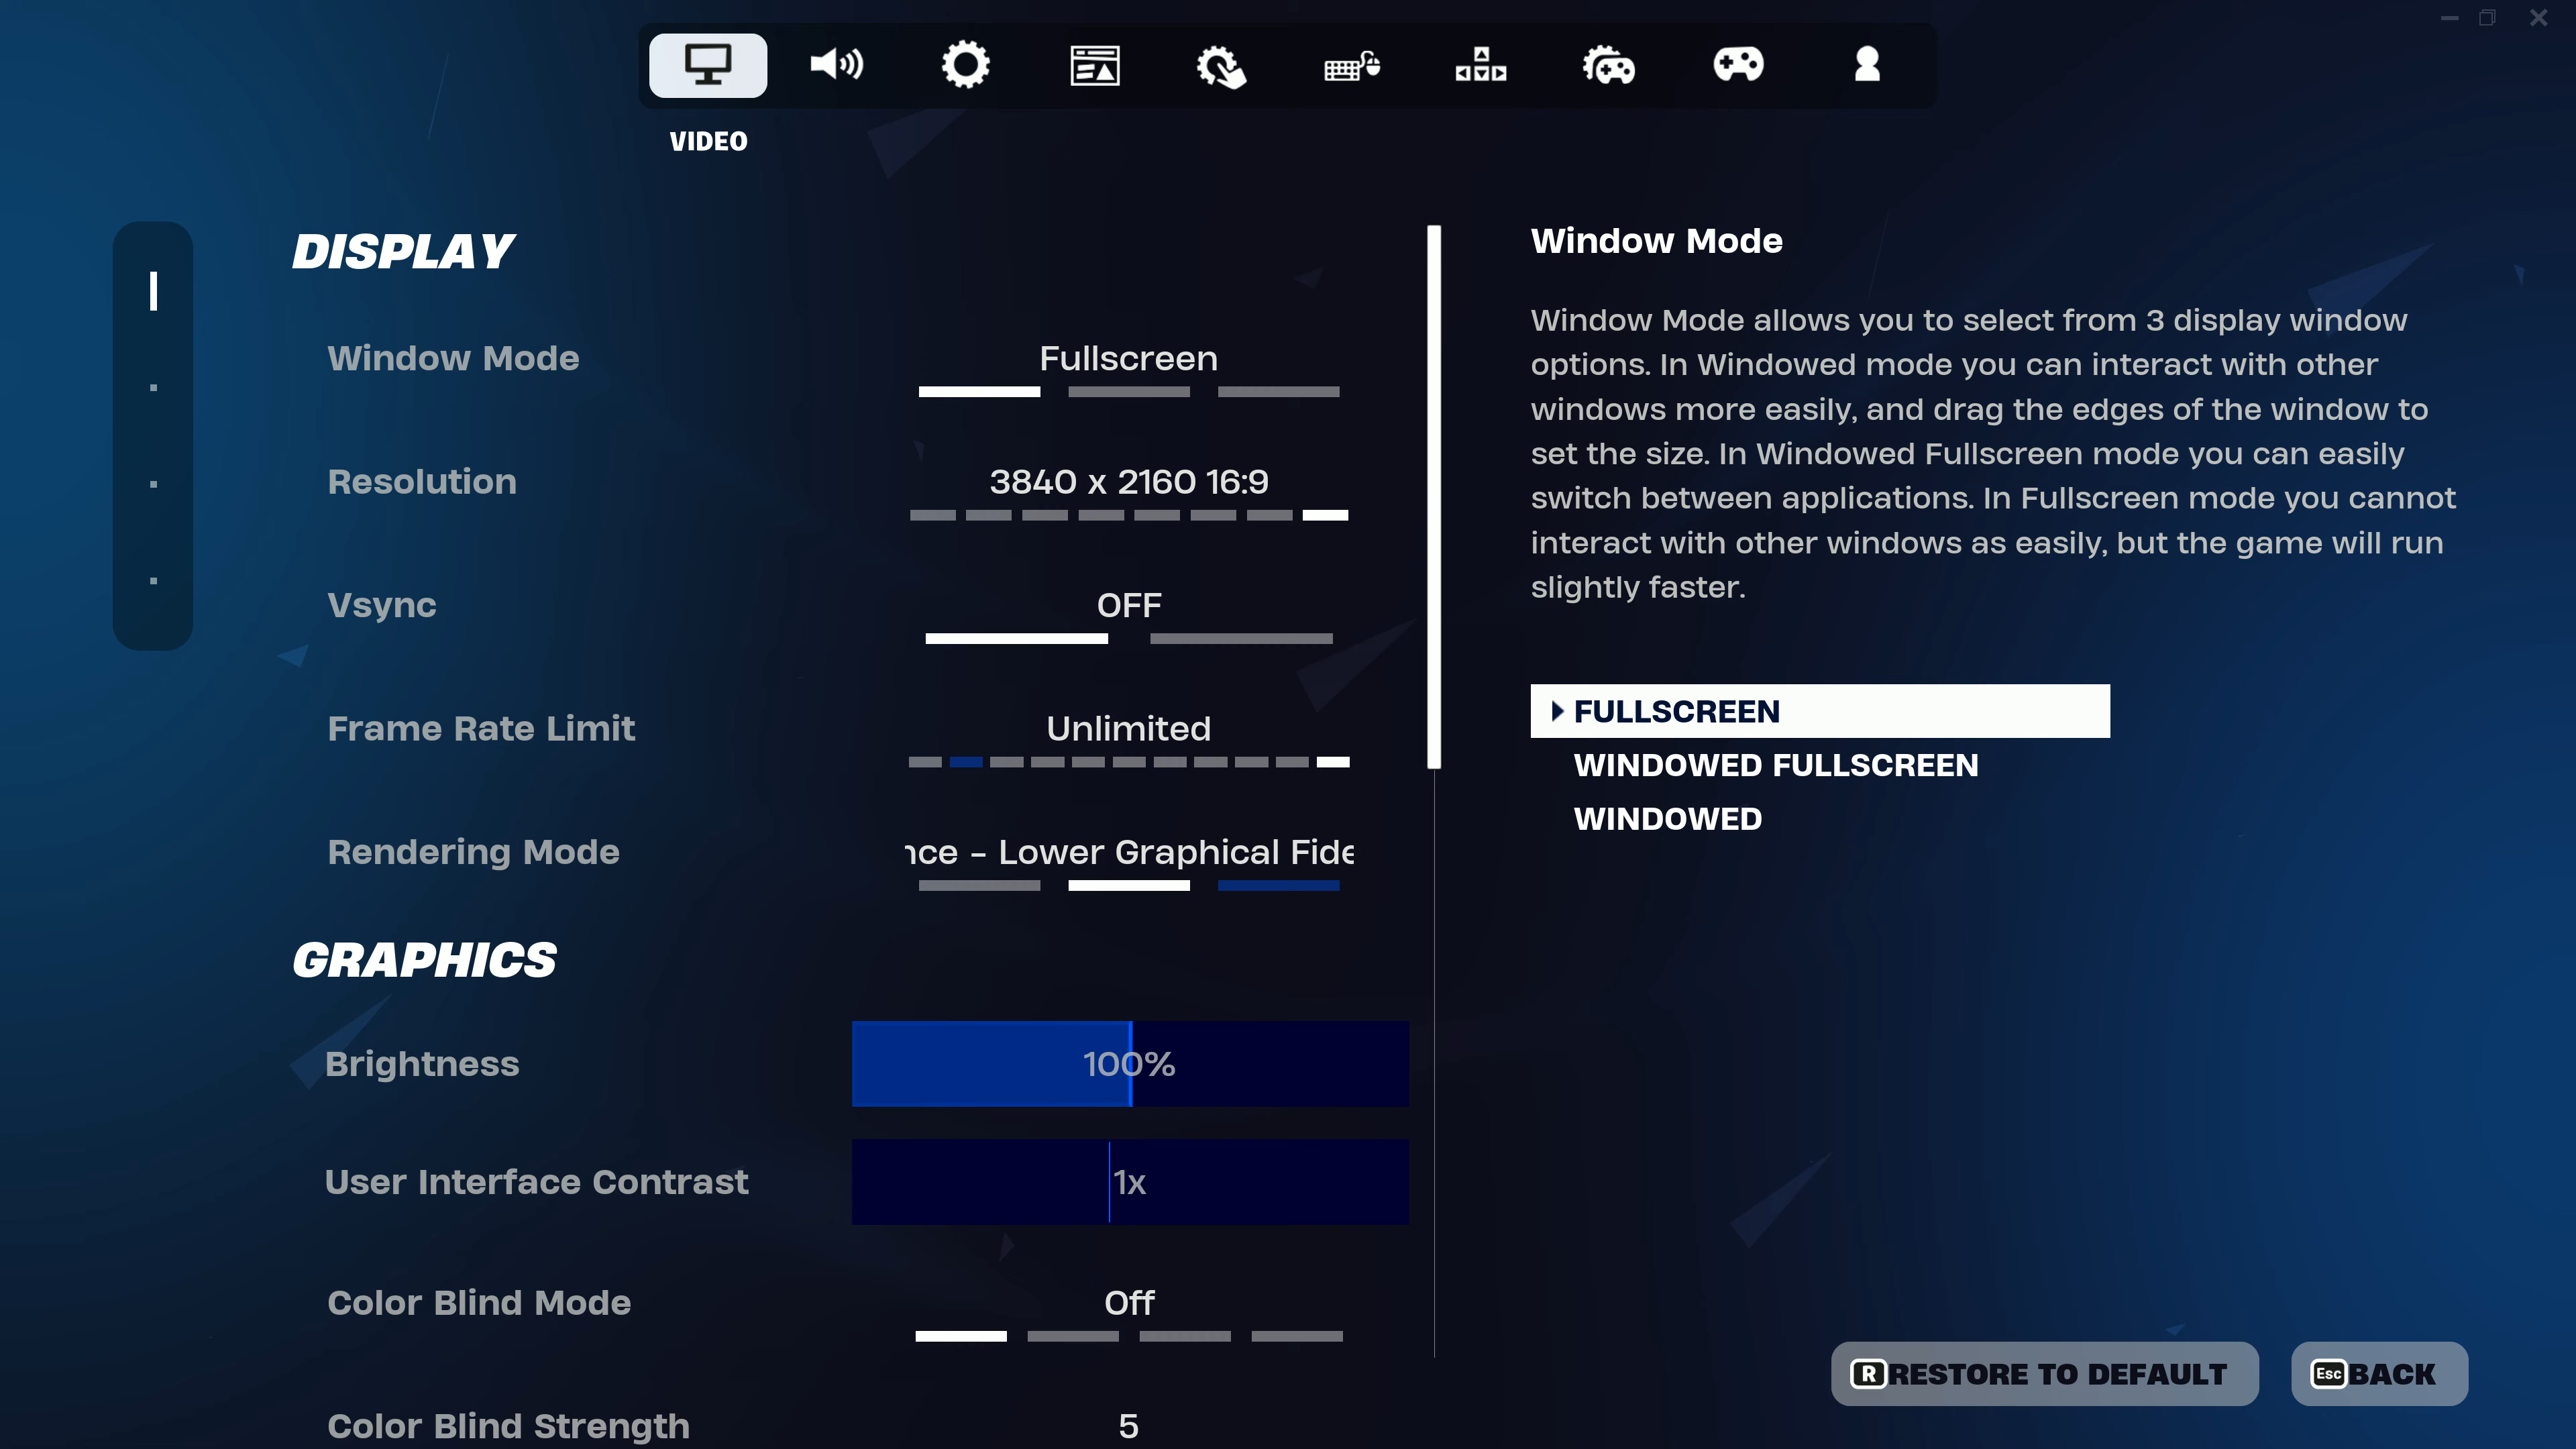 VIDEO
DISPLAY
Window Mode
Fullscreen
Resolution
3840 x 2160 16:9
Vsync
OFF
Frame Rate Limit
Unlimited
Rendering Mode
nce - Lower Graphical Fide
GRAPHICS
Brightness
100%
User Interface Contrast
1x
Color Blind Mode
Off
Color Blind Strength
5
Window Mode
Window Mode allows you to select from 3 display window
options. In Windowed mode you can interact with other
windows more easily, and drag the edges of the window to
set the size. In Windowed Fullscreen mode you can easily
switch between applications. In Fullscreen mode you cannot
interact with other windows as easily, but the game will run
slightly faster.
FULLSCREEN
WINDOWED FULLSCREEN
WINDOWED
R RESTORE TO DEFAULT
Esc BACK